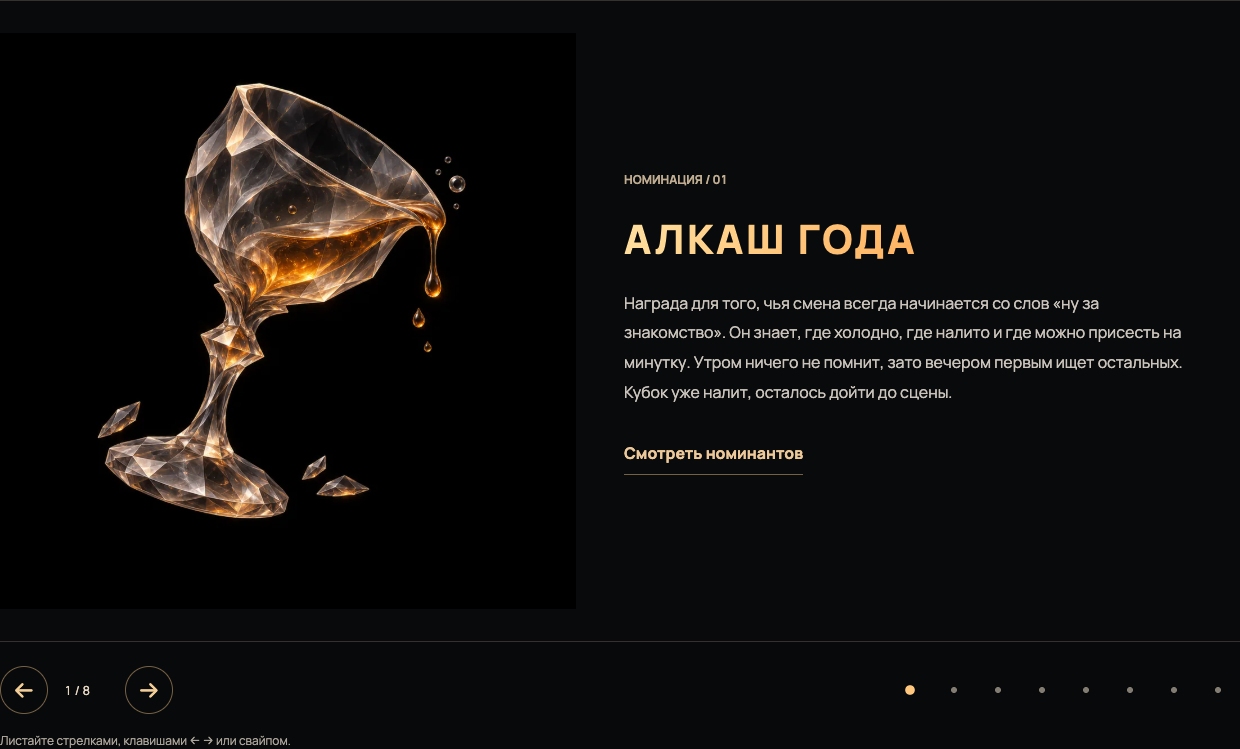 НОМИНАЦИЯ / 01
АЛКАШ ГОДА
Награда для того, чья смена всегда начинается со слов «ну за
знакомство». Он знает, где холодно, где налито и где можно присесть на
минутку. Утром ничего не помнит, зато вечером первым ищет остальных.
Кубок уже налит, осталось дойти до сцены.
Смотреть номинантов
← 1 / 8 →
Листайте стрелками, клавишами ← → или свайпом.